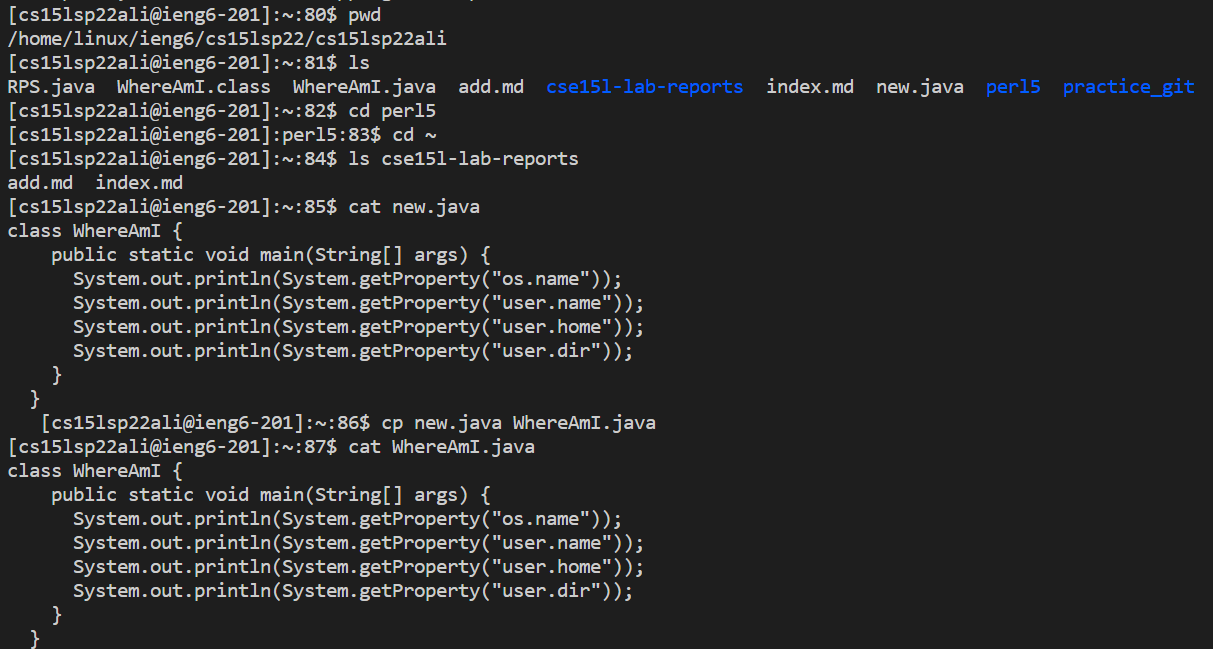 [cs15lsp22ali@ieng6-201]:~:80$ pwd
/home/linux/ieng6/cs15lsp22/cs15lsp22ali
[cs15lsp22ali@ieng6-201]:~:81$ ls
RPS.java  WhereAmI.class  WhereAmI.java  add.md  cse15l-lab-reports  index.md  new.java  perl5  practice_git
[cs15lsp22ali@ieng6-201]:~:82$ cd perl5
[cs15lsp22ali@ieng6-201]:perl5:83$ cd ~
[cs15lsp22ali@ieng6-201]:~:84$ ls cse15l-lab-reports
add.md  index.md
[cs15lsp22ali@ieng6-201]:~:85$ cat new.java
class WhereAmI {
    public static void main(String[] args) {
      System.out.println(System.getProperty("os.name"));
      System.out.println(System.getProperty("user.name"));
      System.out.println(System.getProperty("user.home"));
      System.out.println(System.getProperty("user.dir"));
    }
  }
   [cs15lsp22ali@ieng6-201]:~:86$ cp new.java WhereAmI.java
[cs15lsp22ali@ieng6-201]:~:87$ cat WhereAmI.java
class WhereAmI {
    public static void main(String[] args) {
      System.out.println(System.getProperty("os.name"));
      System.out.println(System.getProperty("user.name"));
      System.out.println(System.getProperty("user.home"));
      System.out.println(System.getProperty("user.dir"));
    }
  }